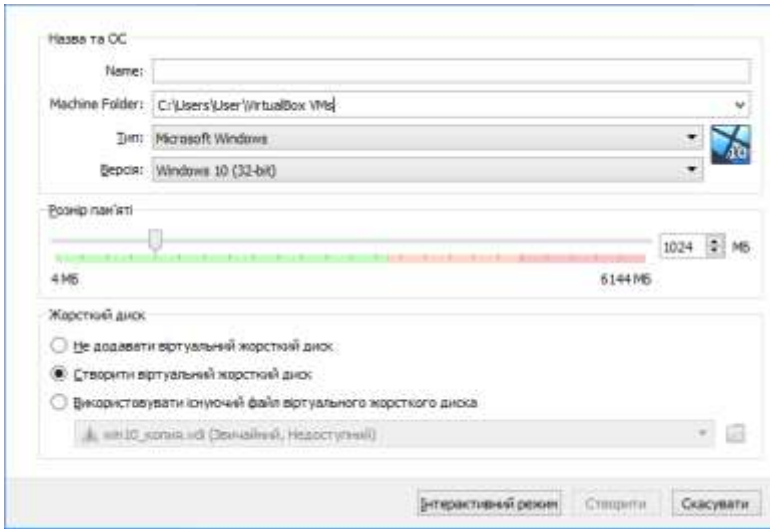 Назва та ОС
Name:
Machine Folder: C:\Users\User\VirtualBox VMs
Тип: Microsoft Windows
10
Версія: Windows 10 (32-bit)
Розмір пам'яті
1024 МБ
4 МБ 6144 МБ
Жорсткий диск
Не додавати віртуальний жорсткий диск
Створити віртуальний жорсткий диск
Використовувати існуючий файл віртуального жорсткого диска
win10_копия.vdi (Звичайний, Недоступний)
Інтерактивний режим Створити Скасувати